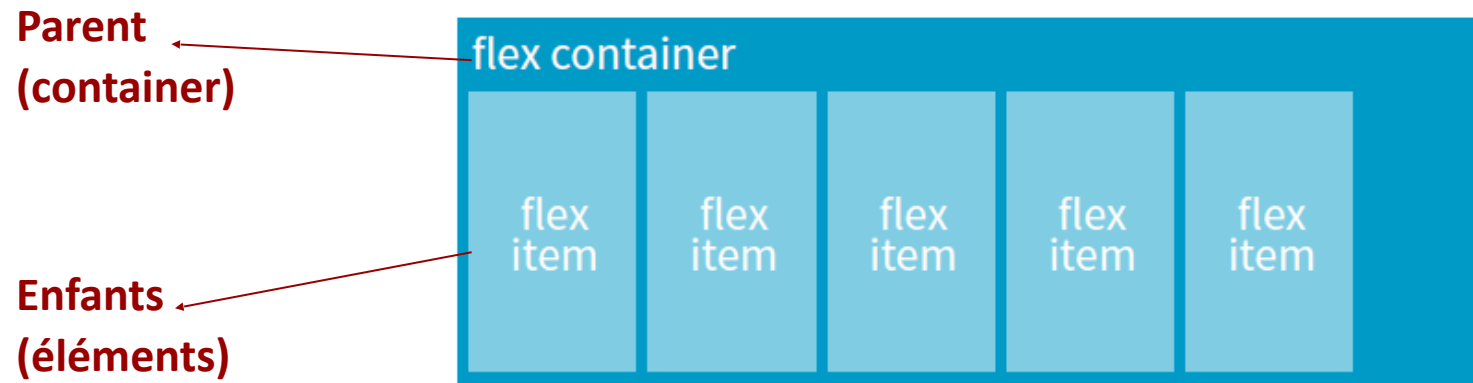 Parent
(container)
flex container
flex
item
flex
item
flex
item
flex
item
flex
item
Enfants
(éléments)